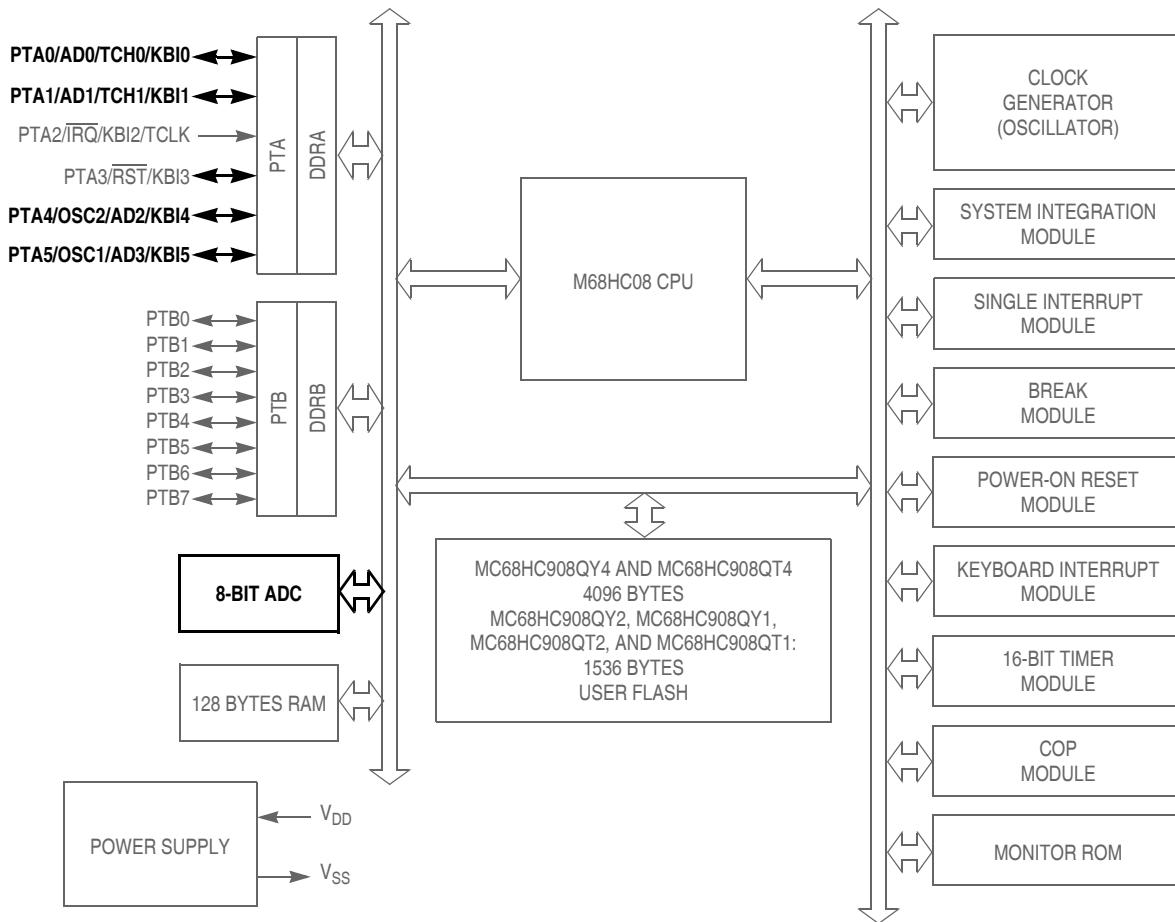 PTA0/AD0/TCH0/KBI0
PTA1/AD1/TCH1/KBI1
PTA2/IRQ/KBI2/TCLK
PTA3/RST/KBI3
PTA4/OSC2/AD2/KBI4
PTA5/OSC1/AD3/KBI5
PTA
DDRA
PTB0
PTB1
PTB2
PTB3
PTB4
PTB5
PTB6
PTB7
PTB
DDRB
8-BIT ADC
128 BYTES RAM
POWER SUPPLY
VDD
VSS
M68HC08 CPU
MC68HC908QY4 AND MC68HC908QT4
4096 BYTES
MC68HC908QY2, MC68HC908QY1,
MC68HC908QT2, AND MC68HC908QT1:
1536 BYTES
USER FLASH
CLOCK
GENERATOR
(OSCILLATOR)
SYSTEM INTEGRATION
MODULE
SINGLE INTERRUPT
MODULE
BREAK
MODULE
POWER-ON RESET
MODULE
KEYBOARD INTERRUPT
MODULE
16-BIT TIMER
MODULE
COP
MODULE
MONITOR ROM